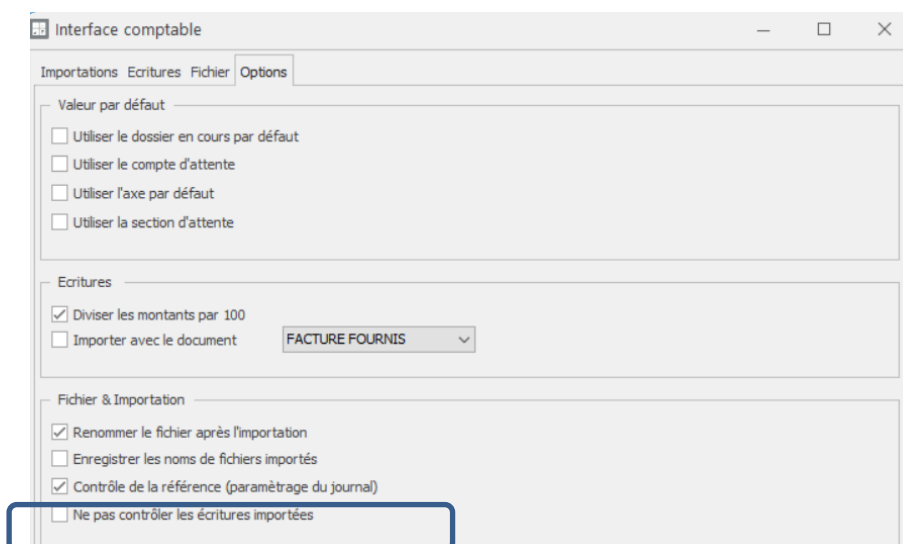 Interface comptable
Importations Ecritures Fichier Options
Valeur par défaut
Utiliser le dossier en cours par défaut
Utiliser le compte d'attente
Utiliser l'axe par défaut
Utiliser la section d'attente
Ecritures
Diviser les montants par 100
Importer avec le document FACTURE FOURNIS
Fichier & Importation
Renommer le fichier après l'importation
Enregistrer les noms de fichiers importés
Contrôle de la référence (paramètrage du journal)
Ne pas contrôler les écritures importées